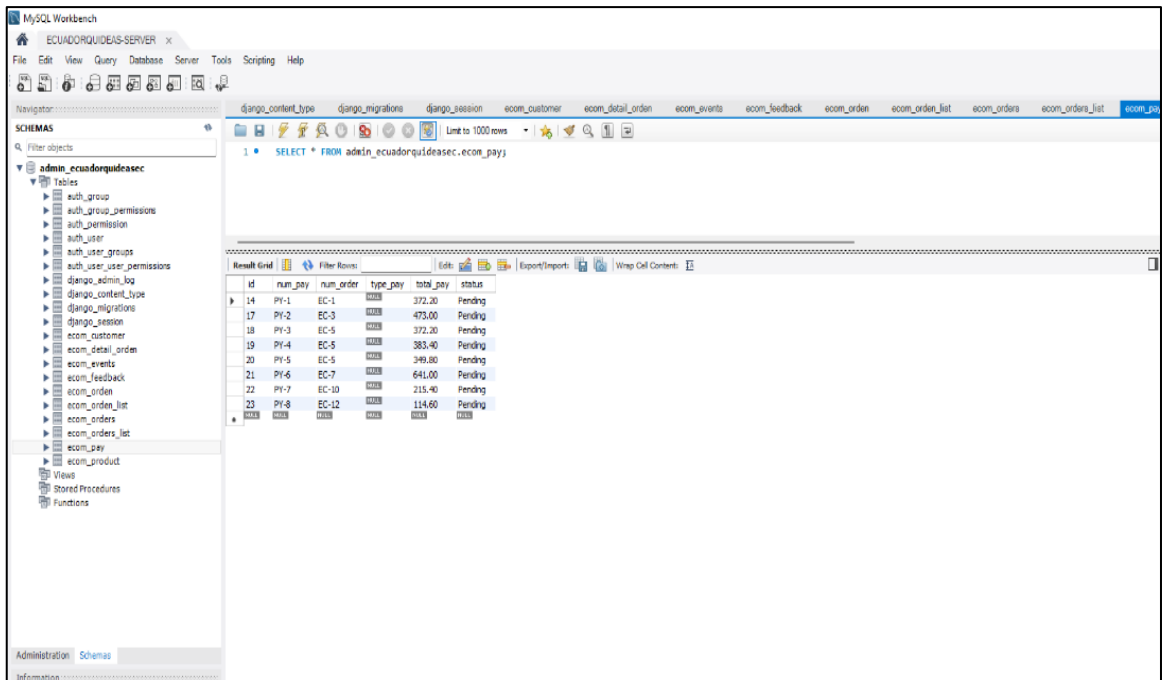 MySQL Workbench
ECUADORQUIDEAS-SERVER ×
File Edit View Query Database Server Tools Scripting Help
Navigator
django_content_type django_migrations django_session ecom_customer ecom_detail_orden ecom_events ecom_feedback ecom_orden ecom_orden_list ecom_orders ecom_orders_list ecom_pay
SCHEMAS
Limit to 1000 rows
Filter objects
1 SELECT * FROM admin_ecuadorquideasec.ecom_pay;
admin_ecuadorquideasec
Tables
auth_group
auth_group_permissions
auth_permission
auth_user
auth_user_groups
auth_user_user_permissions
django_admin_log
django_content_type
django_migrations
django_session
ecom_customer
ecom_detail_orden
ecom_events
ecom_feedback
ecom_orden
ecom_orden_list
ecom_orders
ecom_orders_list
ecom_pay
ecom_product
Views
Stored Procedures
Functions
Result Grid Filter Rows: Edit: Export/Import: Wrap Cell Content:
id num_pay num_order type_pay total_pay status
14 PY-1 EC-1 NULL 372.20 Pending
17 PY-2 EC-3 NULL 473.00 Pending
18 PY-3 EC-5 NULL 372.20 Pending
19 PY-4 EC-5 NULL 383.40 Pending
20 PY-5 EC-5 NULL 349.80 Pending
21 PY-6 EC-7 NULL 641.00 Pending
22 PY-7 EC-10 NULL 215.40 Pending
23 PY-8 EC-12 NULL 114.60 Pending
NULL NULL NULL NULL NULL NULL
Administration Schemas
Information